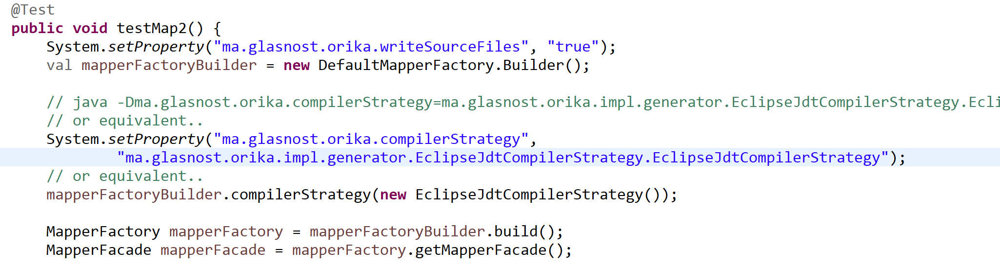 @Test
public void testMap2() {
System.setProperty("ma.glasnost.orika.writeSourceFiles", "true");
val mapperFactoryBuilder = new DefaultMapperFactory.Builder();
// java -Dma.glasnost.orika.compilerStrategy=ma.glasnost.orika.impl.generator.EclipseJdtCompilerStrategy.Ecli
// or equivalent..
System.setProperty("ma.glasnost.orika.compilerStrategy",
"ma.glasnost.orika.impl.generator.EclipseJdtCompilerStrategy.EclipseJdtCompilerStrategy");
// or equivalent..
mapperFactoryBuilder.compilerStrategy(new EclipseJdtCompilerStrategy());
MapperFactory mapperFactory = mapperFactoryBuilder.build();
MapperFacade mapperFacade = mapperFactory.getMapperFacade();